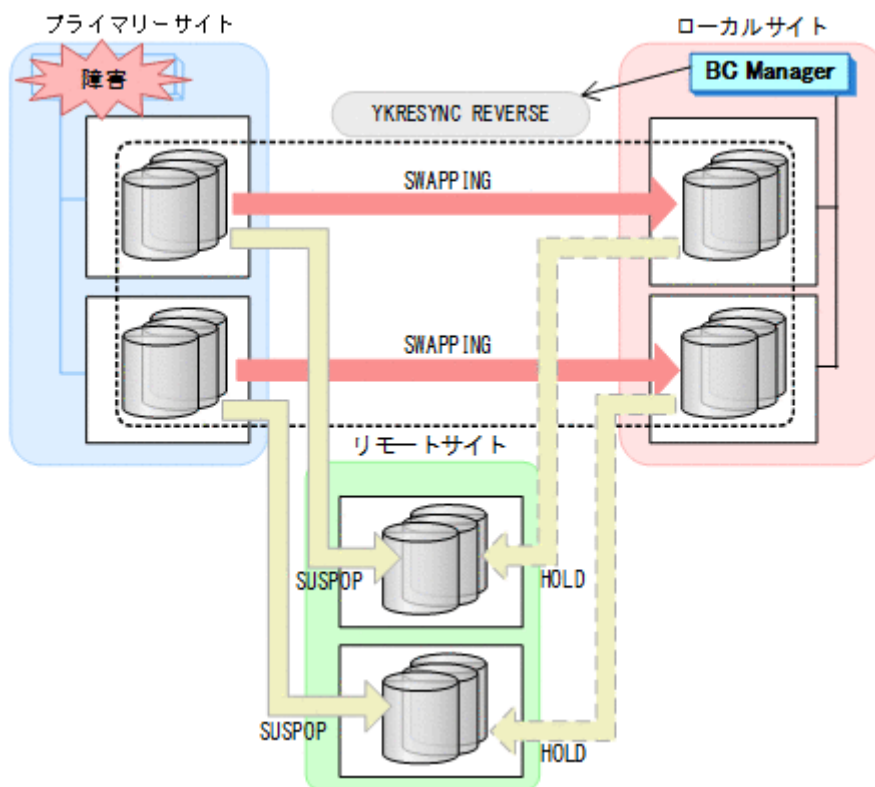 プライマリーサイト
ローカルサイト
障害
BC Manager
YKRESYNC REVERSE
SWAPPING
SWAPPING
リモートサイト
SUSPOP
HOLD
SUSPOP
HOLD